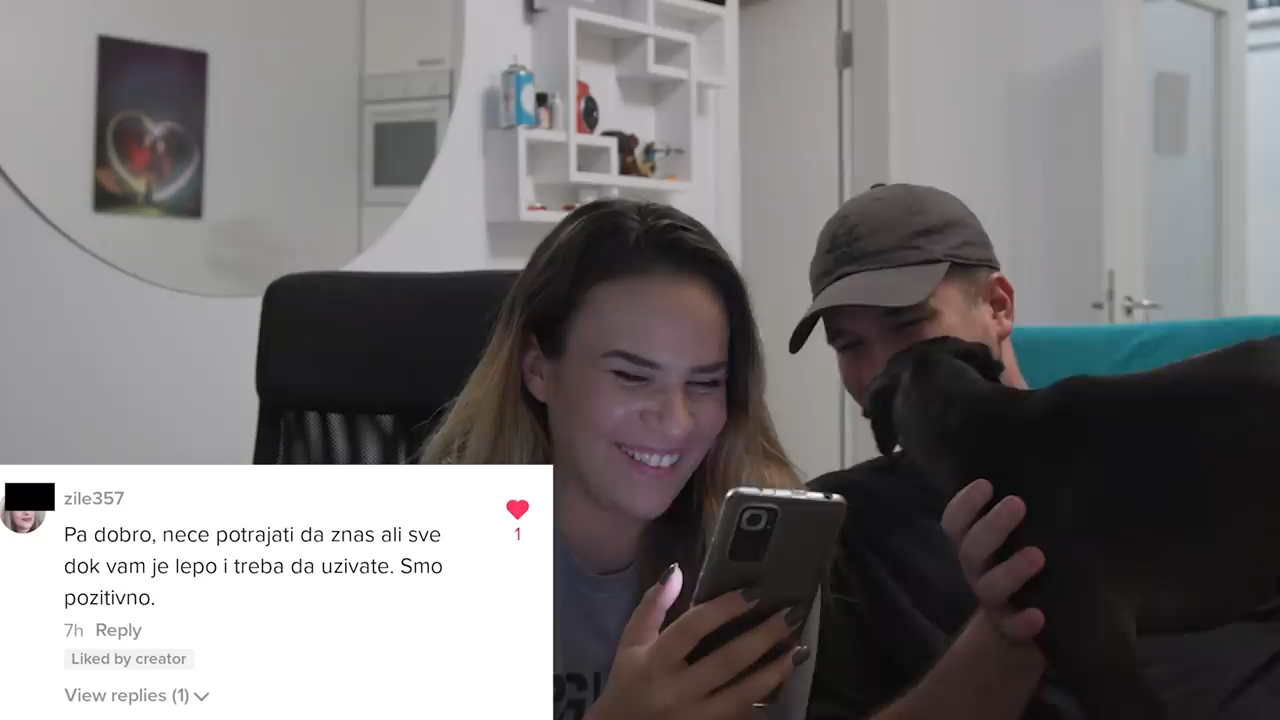 zile357
Pa dobro, nece potrajati da znas ali sve
dok vam je lepo i treba da uzivate. Smo
pozitivno.
1
7h Reply
Liked by creator
View replies (1)